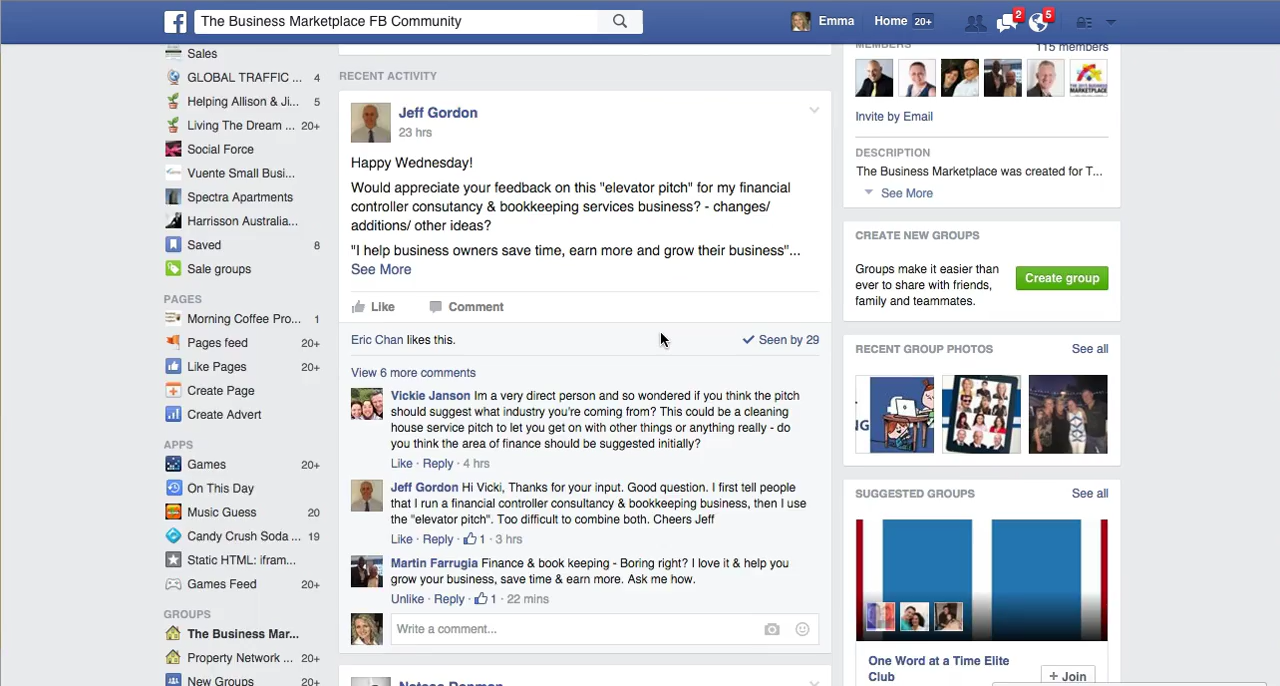 The Business Marketplace FB Community
Emma
Home 20+
2
5
Sales
GLOBAL TRAFFIC ... 4
Helping Allison & Ji... 5
Living The Dream ... 20+
Social Force
Vuente Small Busi...
Spectra Apartments
Harrisson Australia...
Saved 8
Sale groups
PAGES
Morning Coffee Pro... 1
Pages feed 20+
Like Pages 20+
Create Page
Create Advert
APPS
Games 20+
On This Day
Music Guess 20
Candy Crush Soda ... 19
Static HTML: ifram...
Games Feed 20+
GROUPS
The Business Mar...
Property Network ... 20+
New Groups 20+
RECENT ACTIVITY
Jeff Gordon
23 hrs
Happy Wednesday!
Would appreciate your feedback on this "elevator pitch" for my financial
controller consutancy & bookkeeping services business? - changes/
additions/ other ideas?
"I help business owners save time, earn more and grow their business"...
See More
Like Comment
Eric Chan likes this.
Seen by 29
View 6 more comments
Vickie Janson Im a very direct person and so wondered if you think the pitch
should suggest what industry you're coming from? This could be a cleaning
house service pitch to let you get on with other things or anything really - do
you think the area of finance should be suggested initially?
Like · Reply · 4 hrs
Jeff Gordon Hi Vicki, Thanks for your input. Good question. I first tell people
that I run a financial controller consultancy & bookkeeping business, then I use
the "elevator pitch". Too difficult to combine both. Cheers Jeff
Like · Reply · 1 · 3 hrs
Martin Farrugia Finance & book keeping - Boring right? I love it & help you
grow your business, save time & earn more. Ask me how.
Unlike · Reply · 1 · 22 mins
Write a comment...
MEMBERS
115 members
Invite by Email
DESCRIPTION
The Business Marketplace was created for T...
See More
CREATE NEW GROUPS
Groups make it easier than
ever to share with friends,
family and teammates.
Create group
RECENT GROUP PHOTOS
See all
SUGGESTED GROUPS
See all
One Word at a Time Elite
Club
+ Join